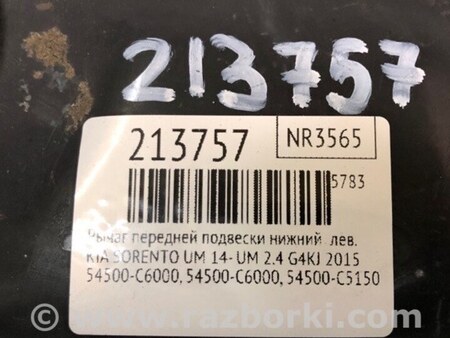 213757
213757 NR3565
5783
Рычаг передней подвески нижний лев.
KIA SORENTO UM 14- UM 2.4 G4KJ 2015
54500-C6000, 54500-C6000, 54500-C5150
© www.razborki.com